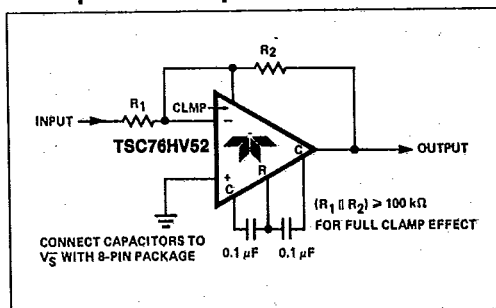 R2
R1
CLMP
−
INPUT
TSC76HV52
C
OUTPUT
+
R
C
(R1 ∥ R2) ≥ 100 kΩ
FOR FULL CLAMP EFFECT
CONNECT CAPACITORS TO
V−S WITH 8-PIN PACKAGE
0.1 μF
0.1 μF